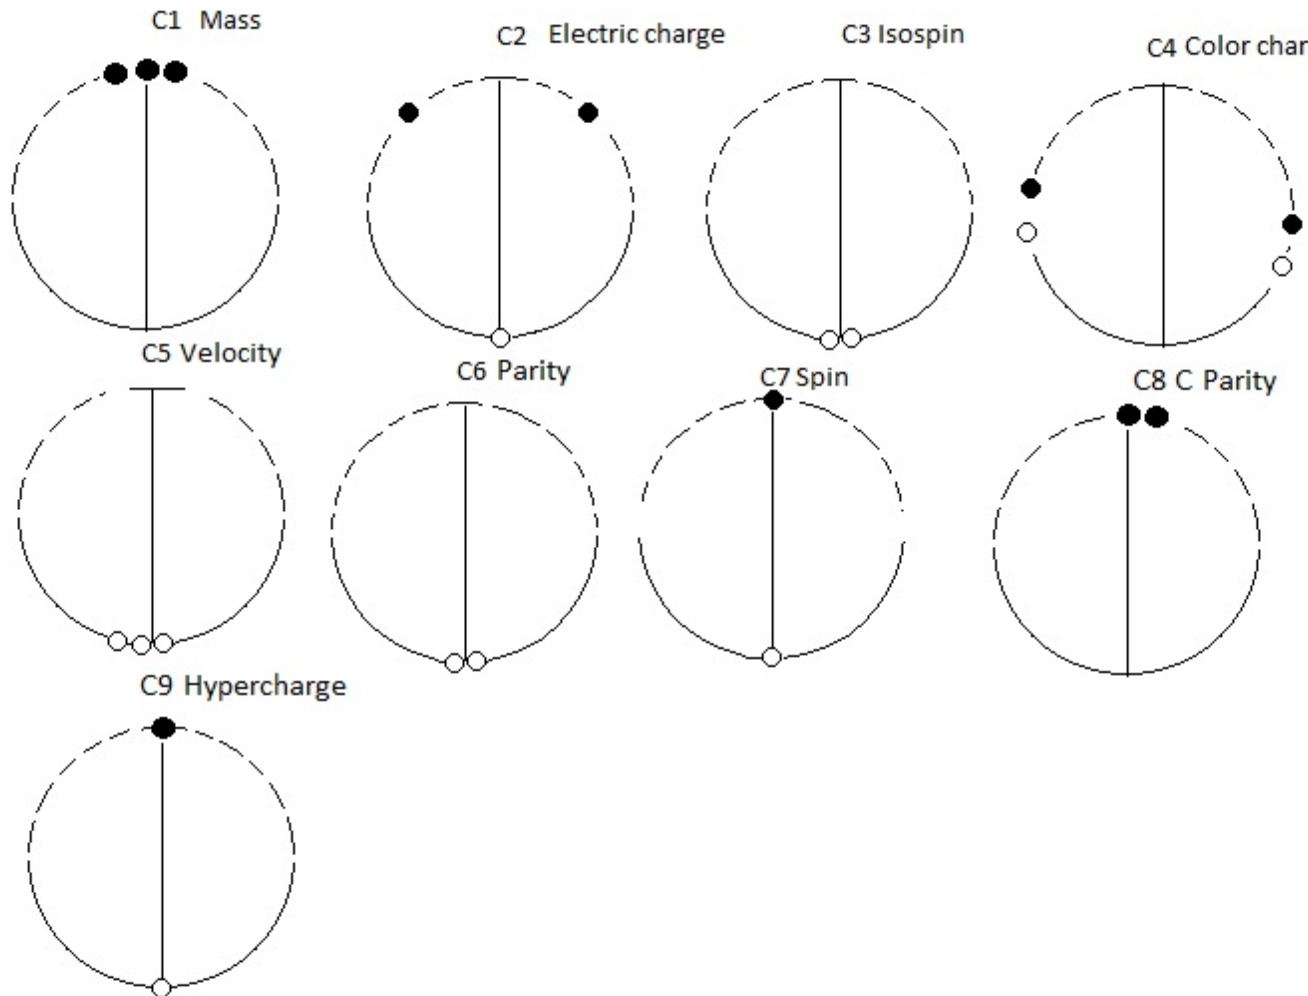 C1 Mass
C2 Electric charge
C3 Isospin
C4 Color char
C5 Velocity
C6 Parity
C7 Spin
C8 C Parity
C9 Hypercharge